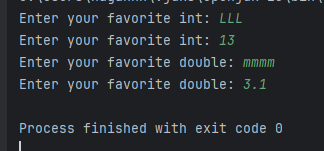 Enter your favorite int: LLL
Enter your favorite int: 13
Enter your favorite double: mmmm
Enter your favorite double: 3.1
Process finished with exit code 0